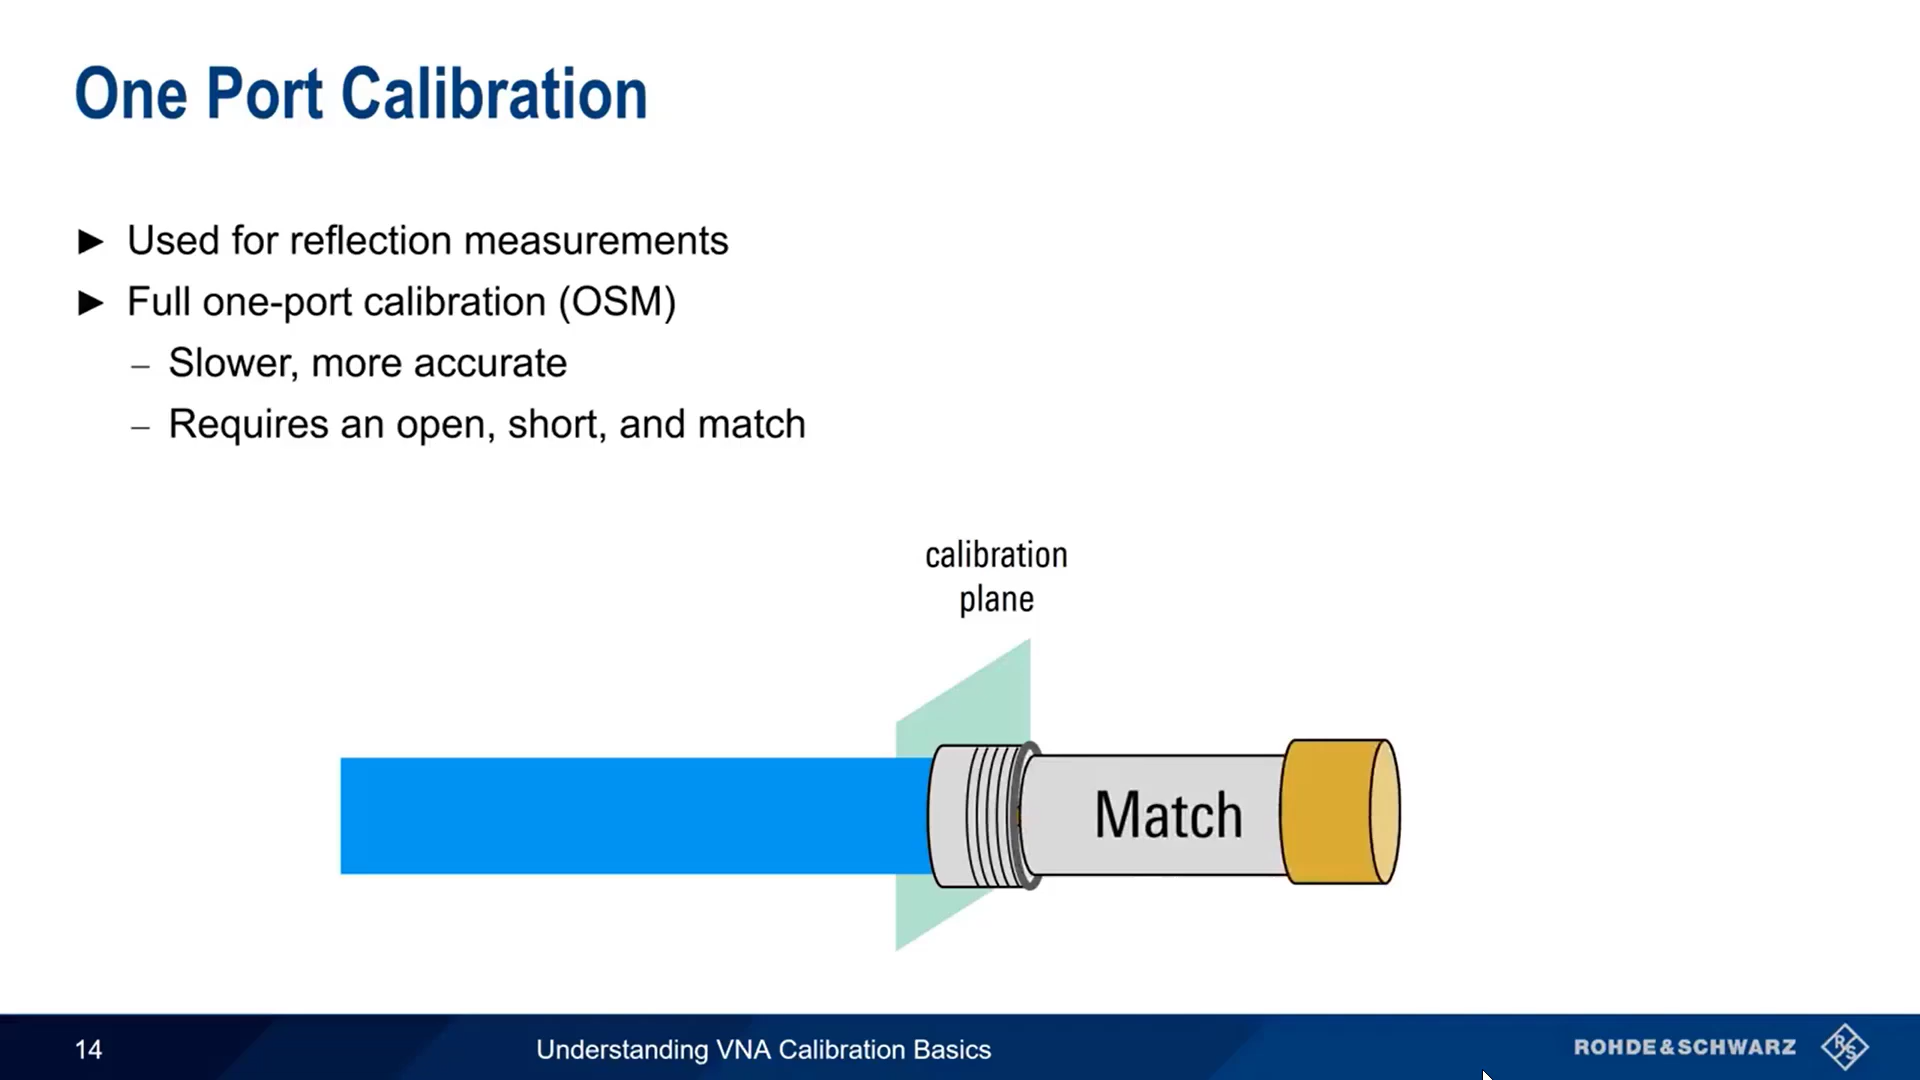 One Port Calibration
► Used for reflection measurements
► Full one-port calibration (OSM)
– Slower, more accurate
– Requires an open, short, and match
calibration
plane
Match
14
Understanding VNA Calibration Basics
ROHDE&SCHWARZ
R&S